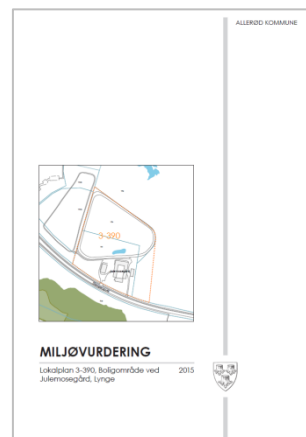 ALLERØD KOMMUNE
3-390
MILJØVURDERING
Lokalplan 3-390, Boligområde ved 2015
Julemosegård, Lynge